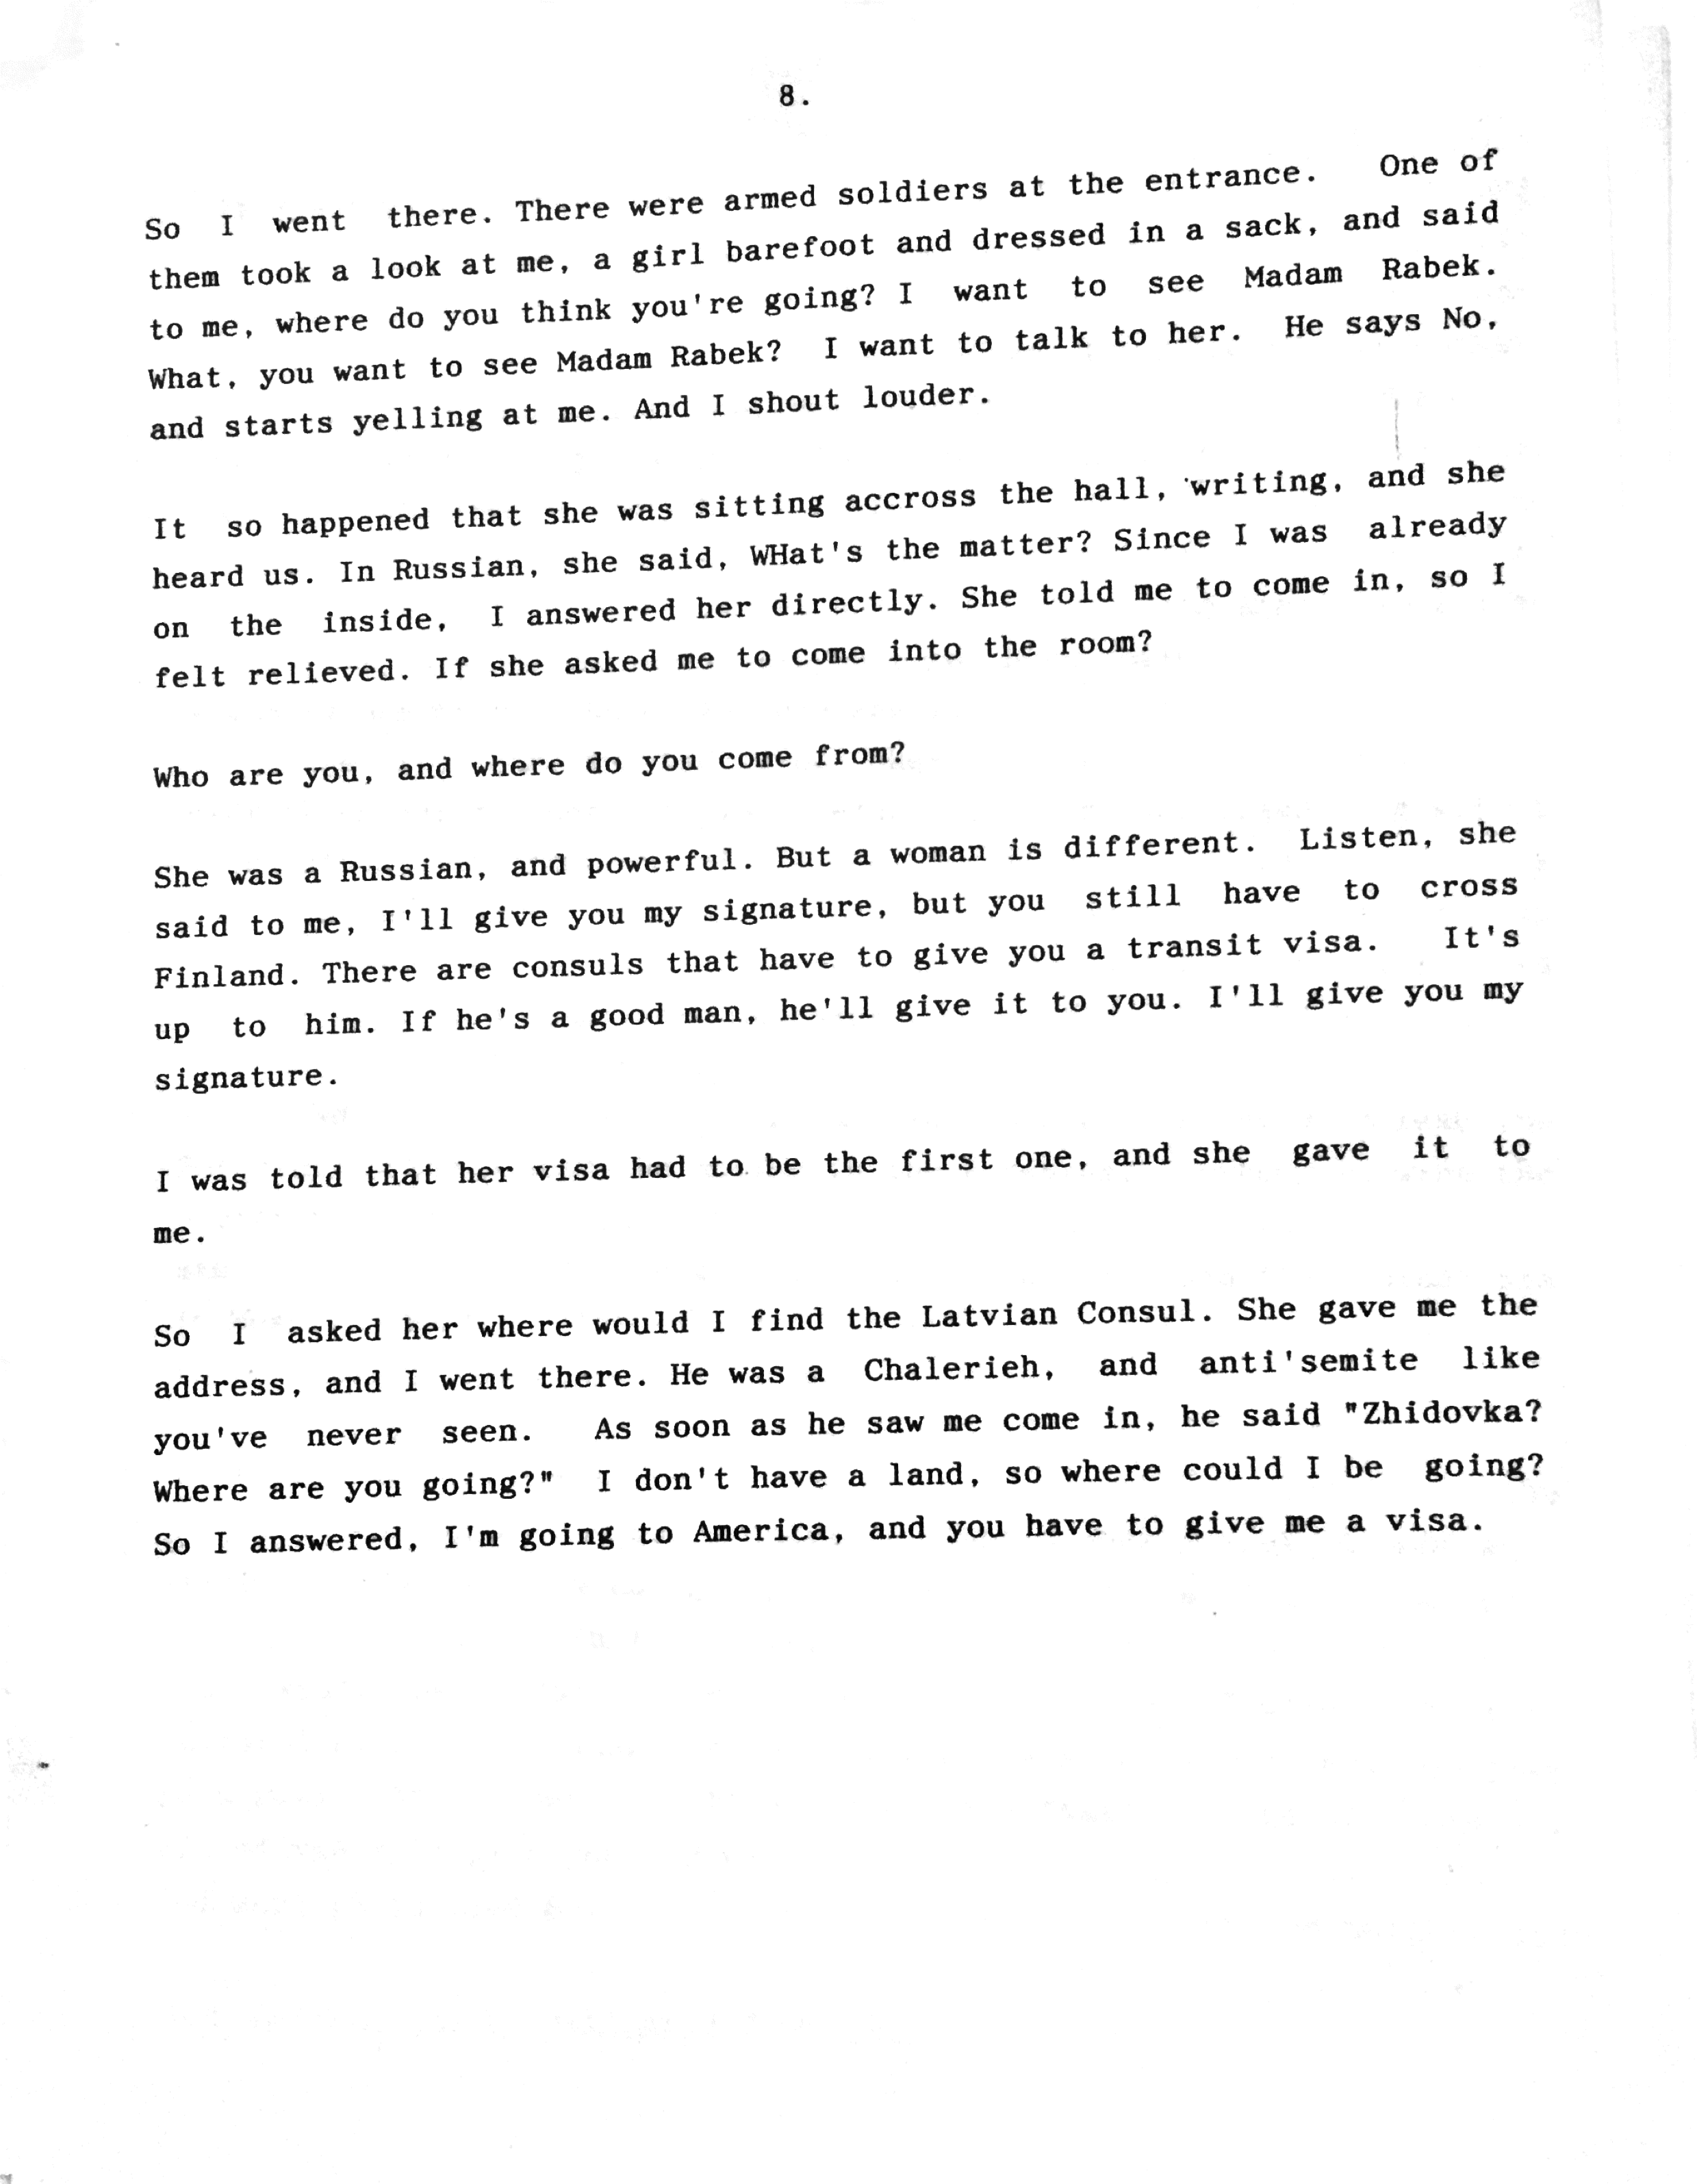 8.
So I went there. There were armed soldiers at the entrance. One of
them took a look at me, a girl barefoot and dressed in a sack, and said
to me, where do you think you're going? I want to see Madam Rabek.
What, you want to see Madam Rabek? I want to talk to her. He says No,
and starts yelling at me. And I shout louder.
It so happened that she was sitting accross the hall, writing, and she
heard us. In Russian, she said, WHat's the matter? Since I was already
on the inside, I answered her directly. She told me to come in, so I
felt relieved. If she asked me to come into the room?
Who are you, and where do you come from?
She was a Russian, and powerful. But a woman is different. Listen, she
said to me, I'll give you my signature, but you still have to cross
Finland. There are consuls that have to give you a transit visa. It's
up to him. If he's a good man, he'll give it to you. I'll give you my
signature.
I was told that her visa had to be the first one, and she gave it to
me.
So I asked her where would I find the Latvian Consul. She gave me the
address, and I went there. He was a Chalerieh, and anti'semite like
you've never seen. As soon as he saw me come in, he said "Zhidovka?
Where are you going?" I don't have a land, so where could I be going?
So I answered, I'm going to America, and you have to give me a visa.